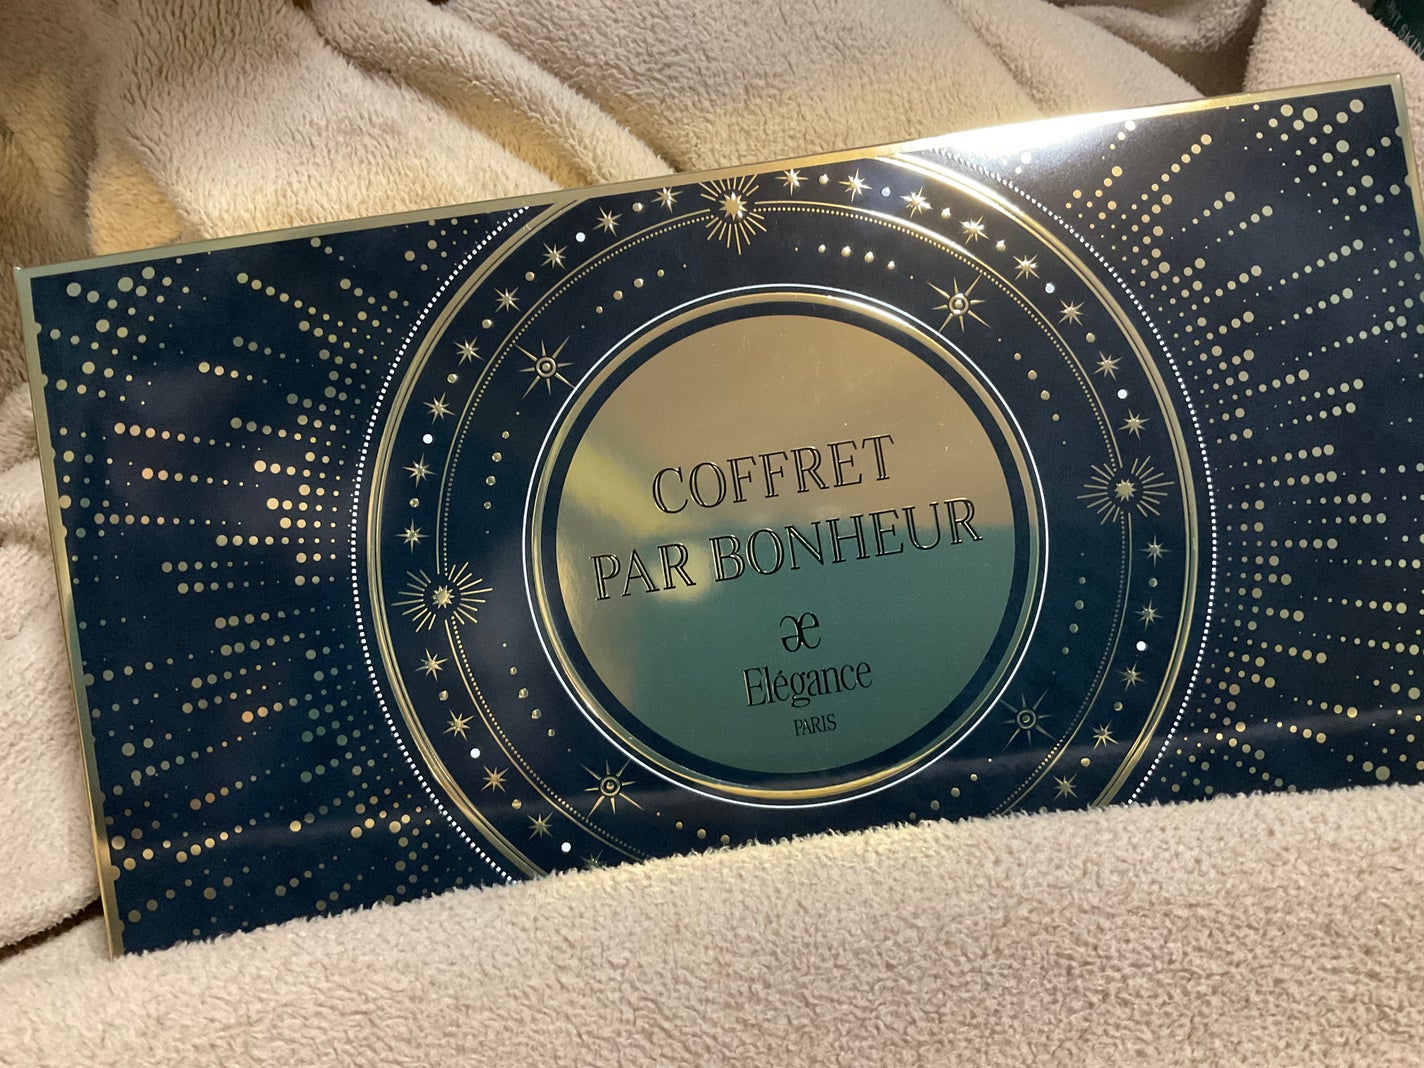 COFFRET
PAR BONHEUR
æ
Elégance
PARIS